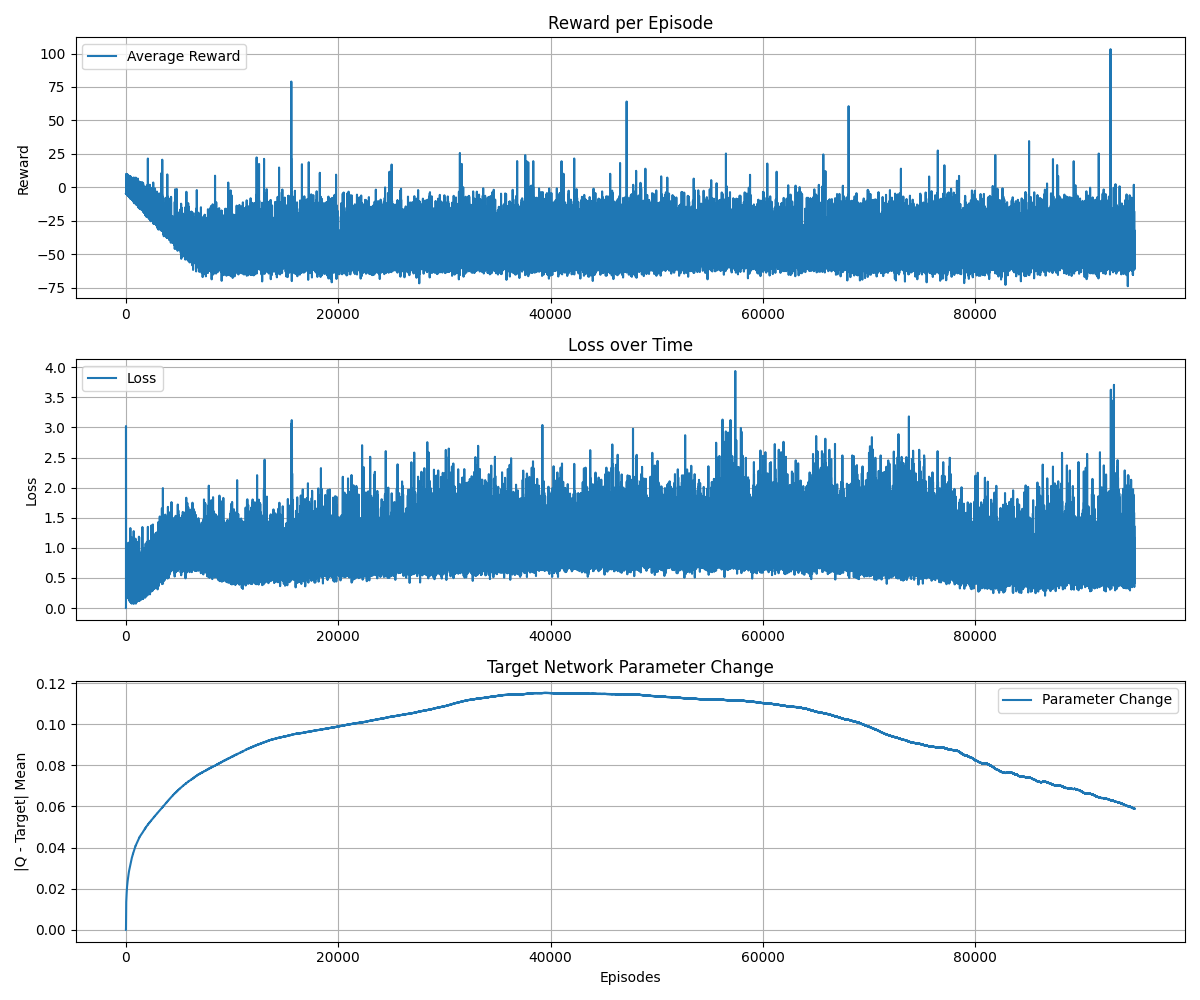 Reward per Episode
Average Reward
Reward
100
75
50
25
0
−25
−50
−75
0 20000 40000 60000 80000
Loss over Time
Loss
Loss
4.0
3.5
3.0
2.5
2.0
1.5
1.0
0.5
0.0
0 20000 40000 60000 80000
Target Network Parameter Change
Parameter Change
|Q - Target| Mean
0.12
0.10
0.08
0.06
0.04
0.02
0.00
0 20000 40000 60000 80000
Episodes